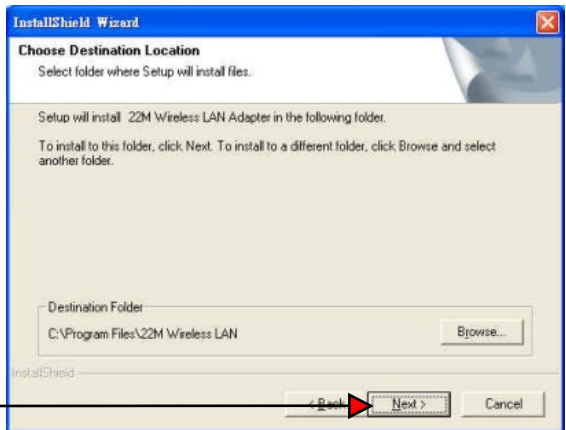 InstallShield Wizard
Choose Destination Location
Select folder where Setup will install files.
Setup will install 22M Wireless LAN Adapter in the following folder.
To install to this folder, click Next. To install to a different folder, click Browse and select
another folder.
Destination Folder
C:\Program Files\22M Wireless LAN
Browse...
InstallShield
< Back
Next >
Cancel